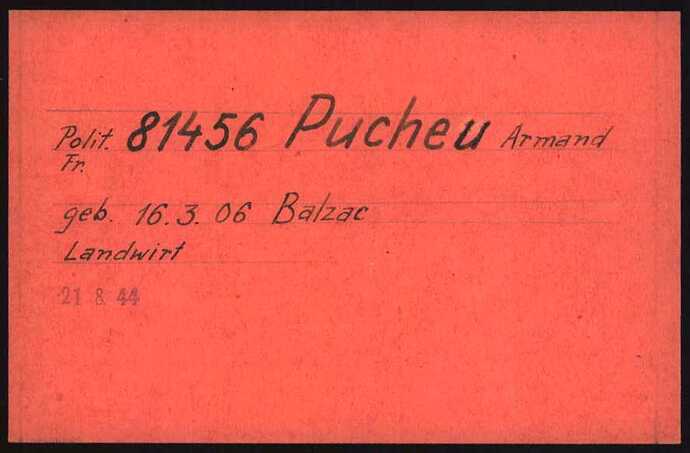 Polit. 81456 Pucheu Armand
Fr.
geb. 16. 3. 06 Balzac
Landwirt
21 8 44